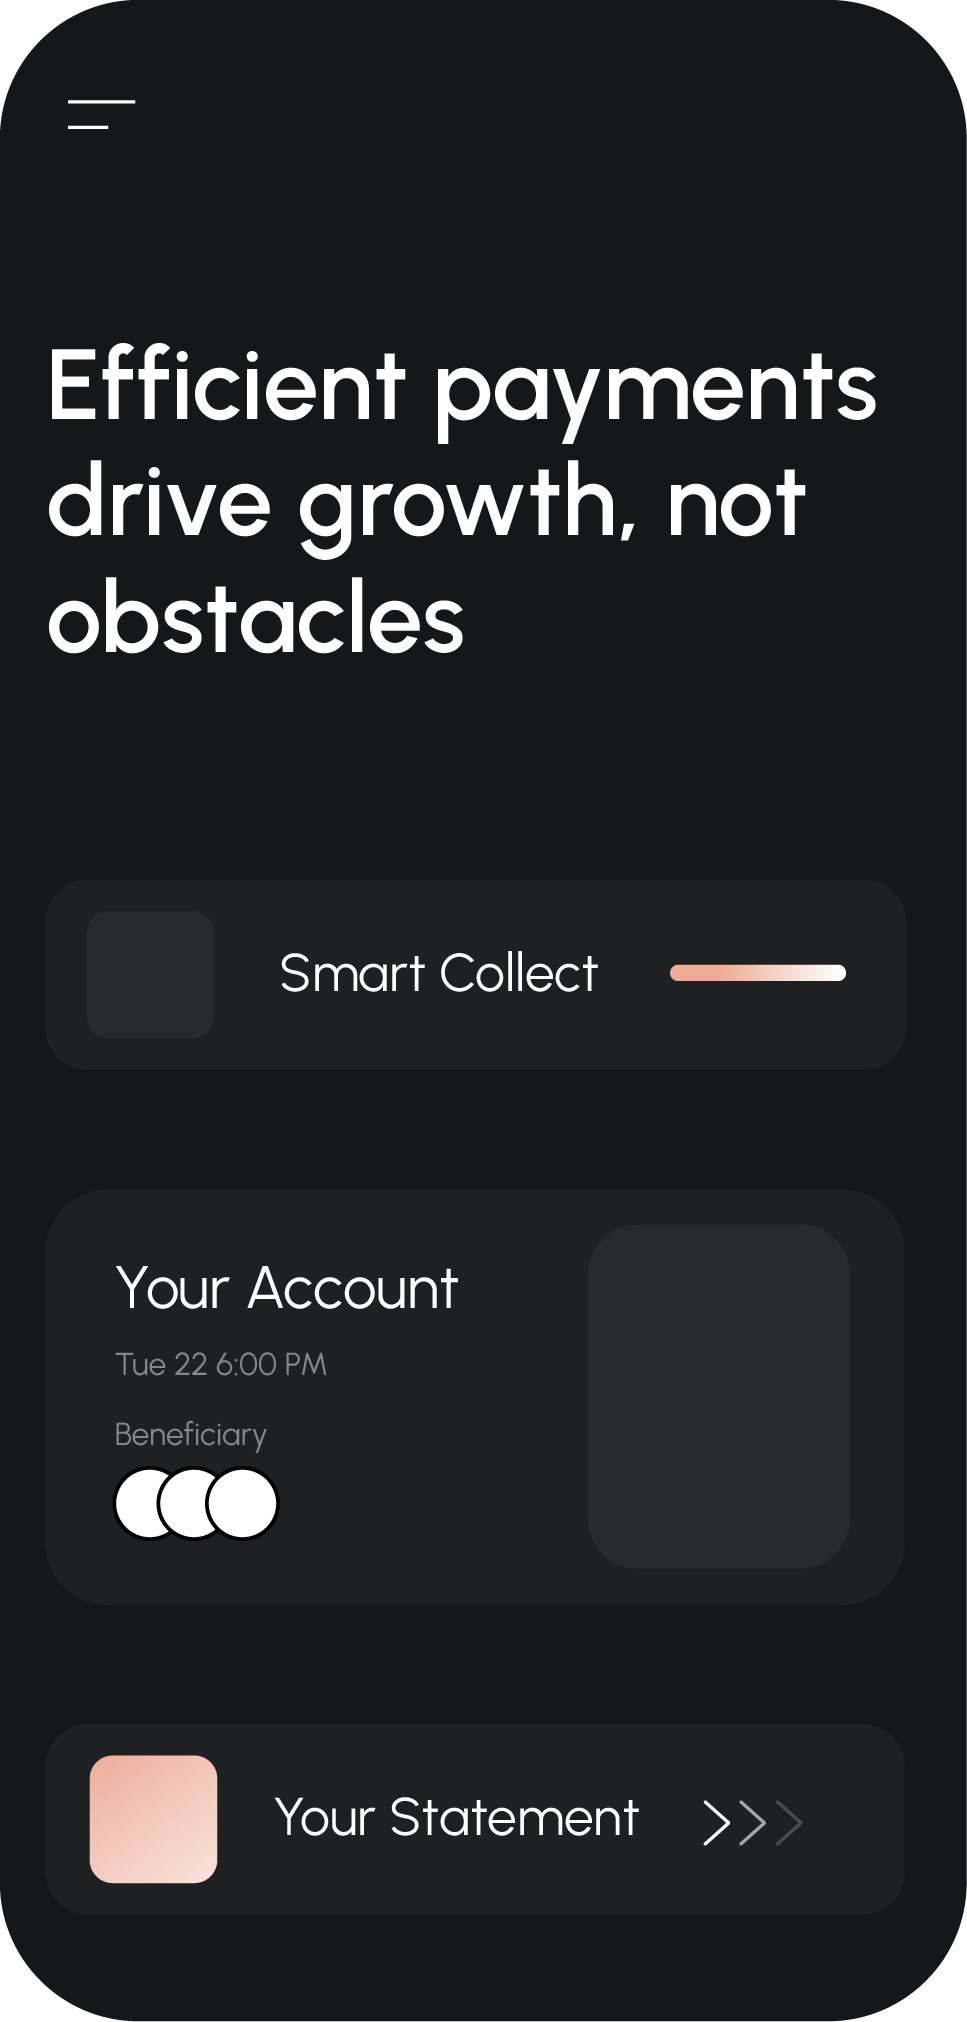 Efficient payments
drive growth, not
obstacles
Smart Collect
Your Account
Tue 22 6:00 PM
Beneficiary
Your Statement